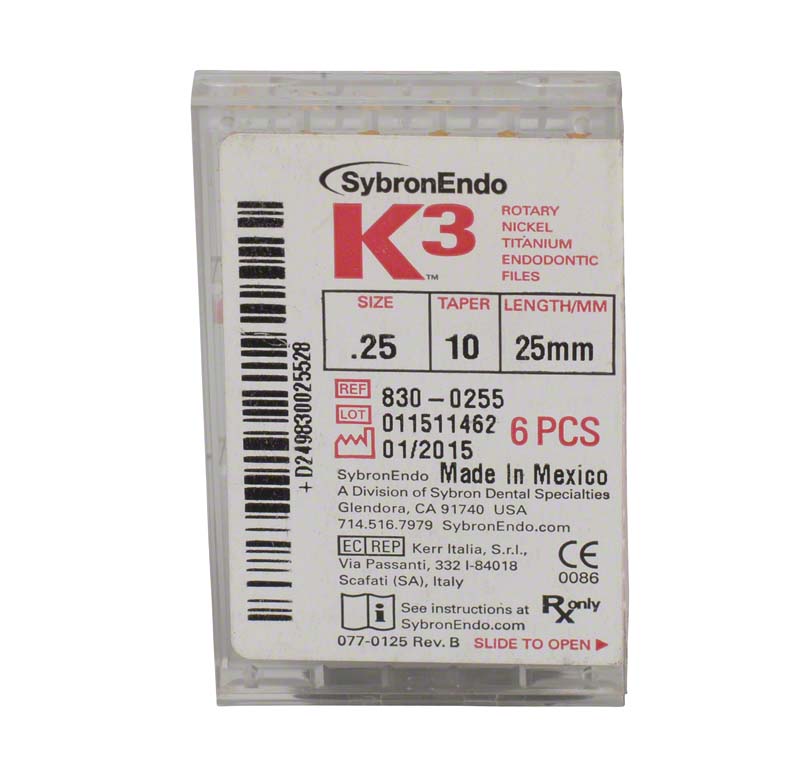 SybronEndo
K3™
ROTARY
NICKEL
TITANIUM
ENDODONTIC
FILES
SIZE TAPER LENGTH/MM
.25 10 25mm
REF 830-0255
LOT 011511462 6 PCS
01/2015
SybronEndo Made In Mexico
A Division of Sybron Dental Specialties
Glendora, CA 91740 USA
714.516.7979 SybronEndo.com
EC REP Kerr Italia, S.r.l.,
Via Passanti, 332 I-84018
Scafati (SA), Italy
CE
0086
i See instructions at
SybronEndo.com
Rx only
077-0125 Rev. B SLIDE TO OPEN ▶
+D249830025528